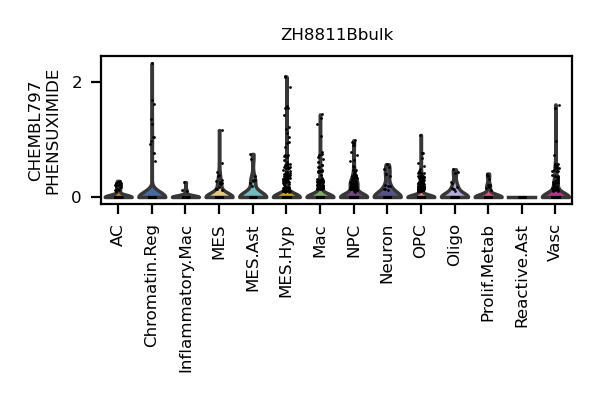 ZH8811Bbulk
CHEMBL797
PHENSUXIMIDE
2
0
AC
Chromatin.Reg
Inflammatory.Mac
MES
MES.Ast
MES.Hyp
Mac
NPC
Neuron
OPC
Oligo
Prolif.Metab
Reactive.Ast
Vasc